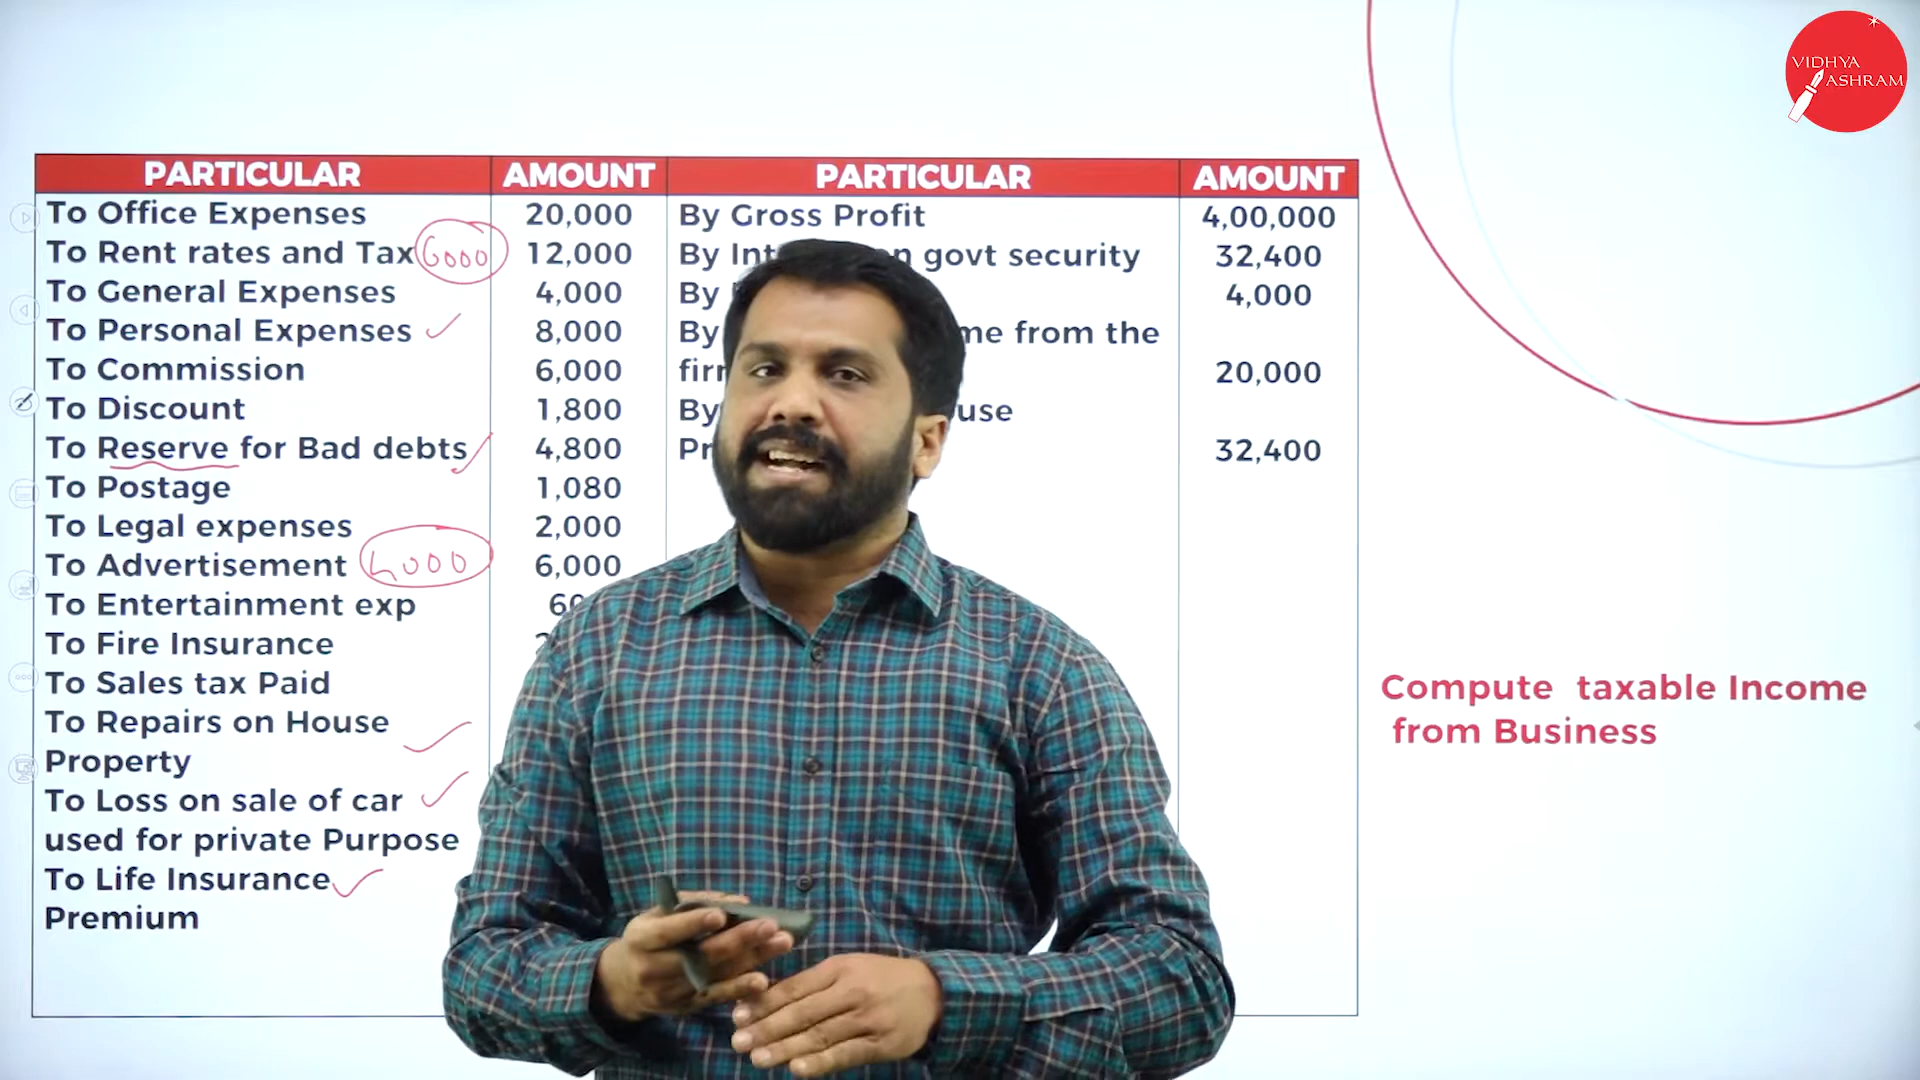 VIDHYA
ASHRAM
PARTICULAR AMOUNT PARTICULAR AMOUNT
To Office Expenses 20,000 By Gross Profit 4,00,000
To Rent rates and Tax 6000 12,000 By on govt security 32,400
To General Expenses 4,000 By 4,000
To Personal Expenses 8,000 By from the
To Commission 6,000 20,000
To Discount 1,800 By
To Reserve for Bad debts 4,800 32,400
To Postage 1,080
To Legal expenses 2,000
To Advertisement 6,000
To Entertainment exp
To Fire Insurance
To Sales tax Paid
To Repairs on House
Property
To Loss on sale of car
used for private Purpose
To Life Insurance
Premium
Compute taxable Income
from Business